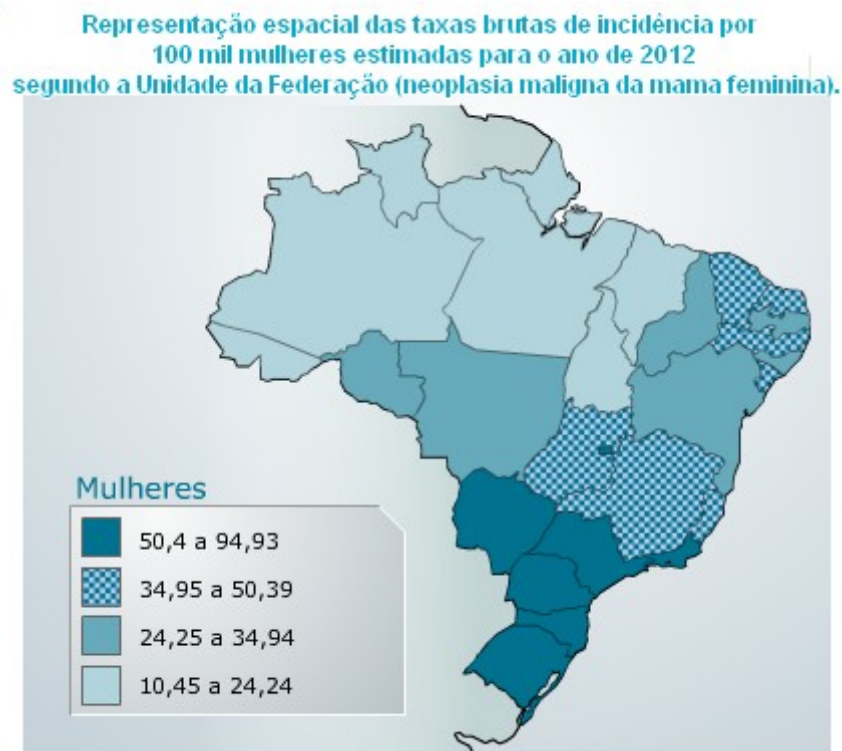 Representação espacial das taxas brutas de incidência por
100 mil mulheres estimadas para o ano de 2012
segundo a Unidade da Federação (neoplasia maligna da mama feminina).
Mulheres
50,4 a 94,93
34,95 a 50,39
24,25 a 34,94
10,45 a 24,24